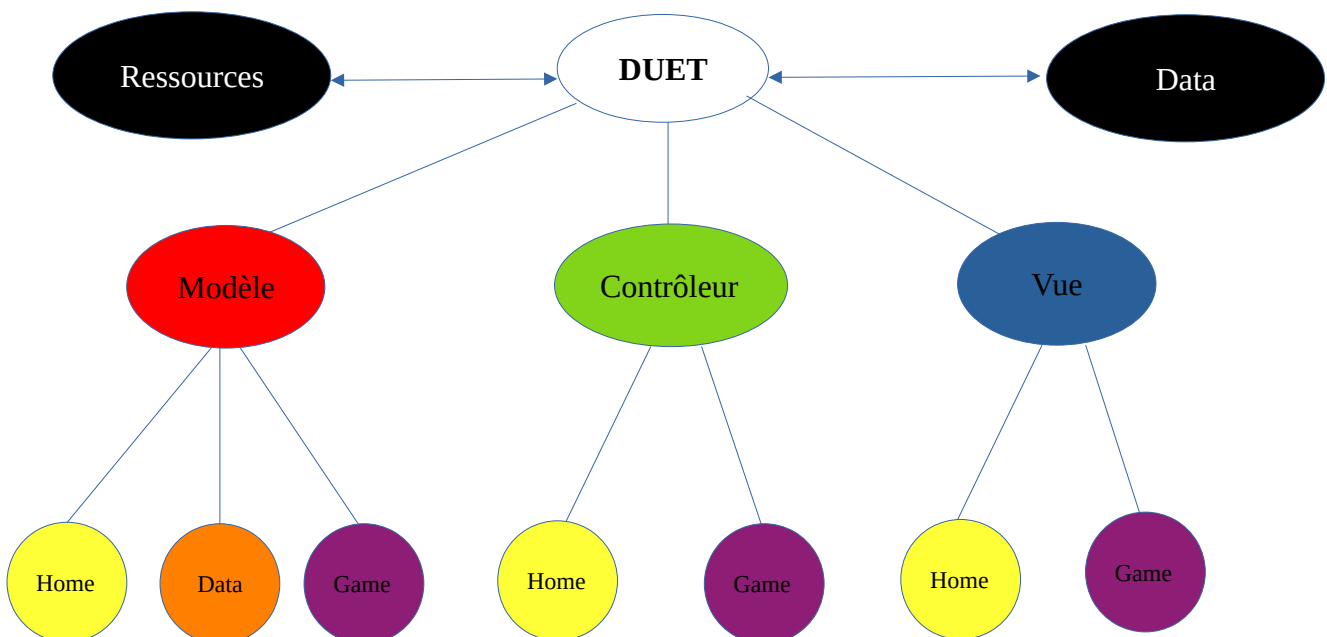 Ressources
DUET
Data
Modèle
Contrôleur
Vue
Home
Data
Game
Home
Game
Home
Game